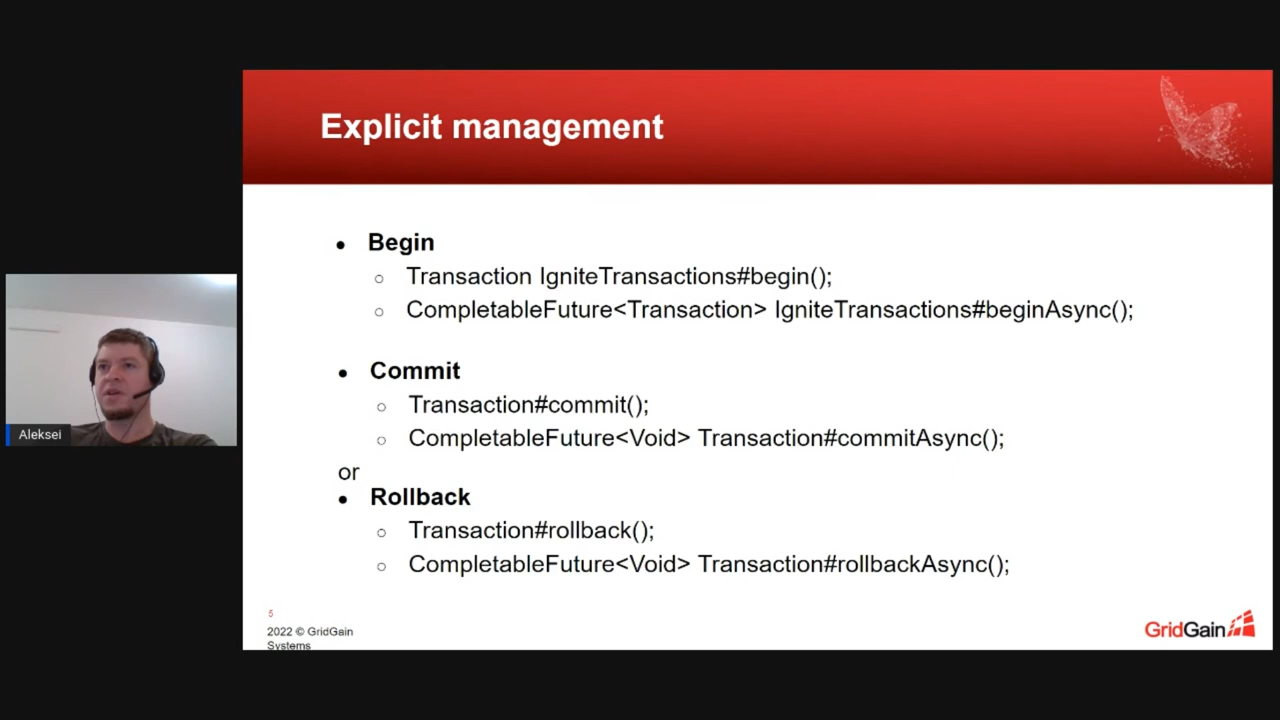 Explicit management
Begin
Transaction IgniteTransactions#begin();
CompletableFuture<Transaction> IgniteTransactions#beginAsync();
Commit
Transaction#commit();
CompletableFuture<Void> Transaction#commitAsync();
or
Rollback
Transaction#rollback();
CompletableFuture<Void> Transaction#rollbackAsync();
Aleksei
5
2022 © GridGain
Systems
GridGain